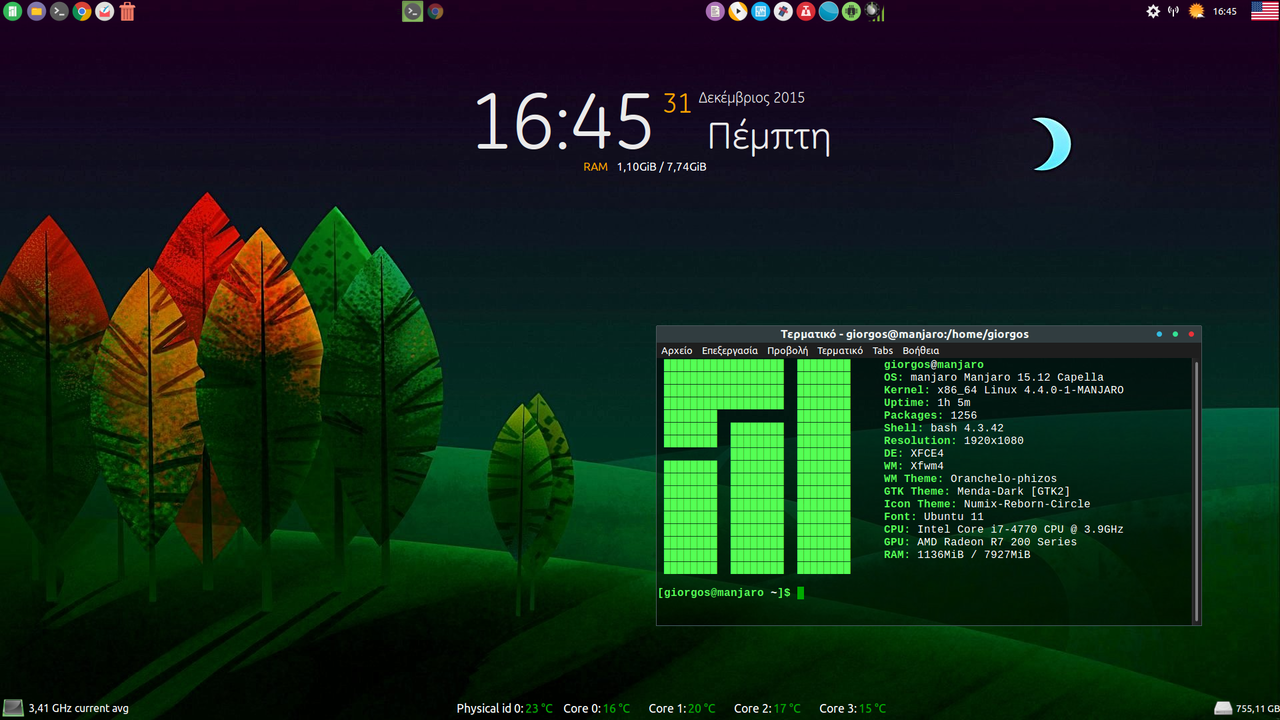 16:45
16:45 31 Δεκέμβριος 2015
Πέμπτη
RAM 1,10GiB / 7,74GiB
Τερματικό - giorgos@manjaro:/home/giorgos
Αρχείο Επεξεργασία Προβολή Τερματικό Tabs Βοήθεια
giorgos@manjaro
OS: manjaro Manjaro 15.12 Capella
Kernel: x86_64 Linux 4.4.0-1-MANJARO
Uptime: 1h 5m
Packages: 1256
Shell: bash 4.3.42
Resolution: 1920x1080
DE: XFCE4
WM: Xfwm4
WM Theme: Oranchelo-phizos
GTK Theme: Menda-Dark [GTK2]
Icon Theme: Numix-Reborn-Circle
Font: Ubuntu 11
CPU: Intel Core i7-4770 CPU @ 3.9GHz
GPU: AMD Radeon R7 200 Series
RAM: 1136MiB / 7927MiB
[giorgos@manjaro ~]$
3,41 GHz current avg
Physical id 0: 23 °C Core 0: 16 °C Core 1: 20 °C Core 2: 17 °C Core 3: 15 °C
755,11 GB